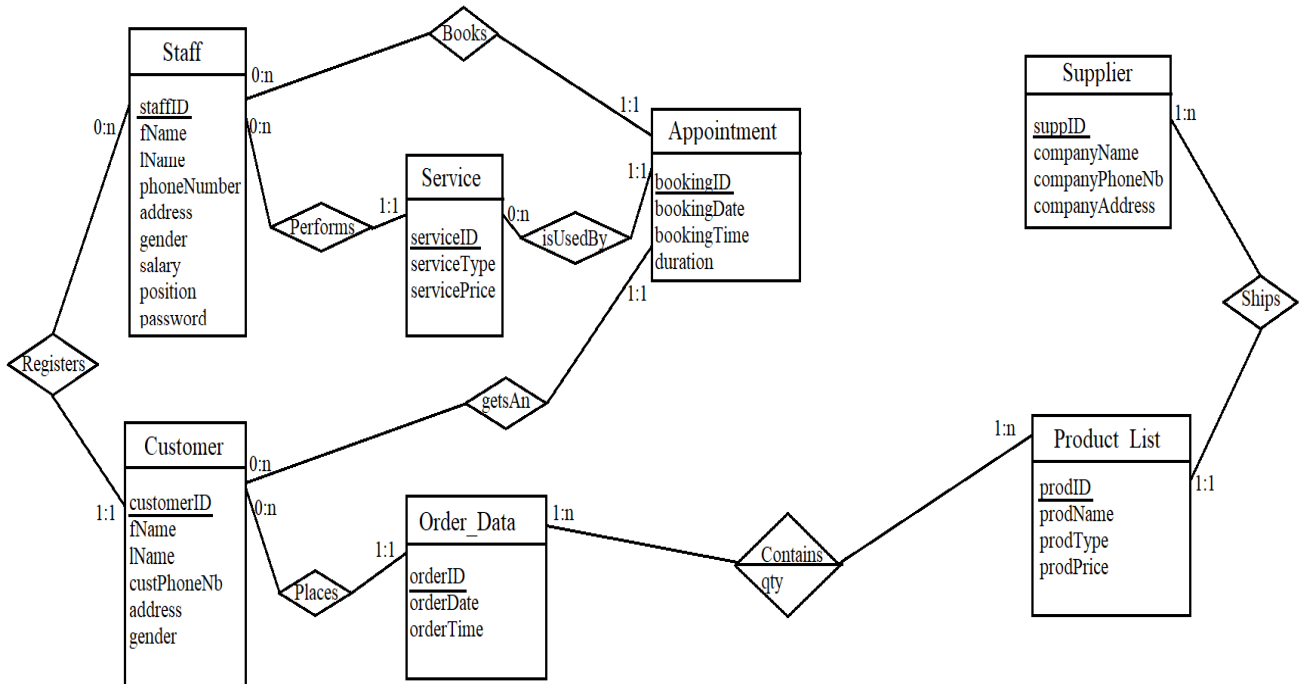 Staff
staffID
fName
lName
phoneNumber
address
gender
salary
position
password
0:n
0:n
0:n
Books
1:1
Performs
1:1
Service
serviceID
serviceType
servicePrice
0:n
isUsedBy
1:1
Appointment
bookingID
bookingDate
bookingTime
duration
1:1
Supplier
suppID
companyName
companyPhoneNb
companyAddress
1:n
Ships
Registers
1:1
Customer
customerID
fName
lName
custPhoneNb
address
gender
0:n
0:n
getsAn
Places
1:1
Order_Data
orderID
orderDate
orderTime
1:n
Contains
qty
1:n
Product List
prodID
prodName
prodType
prodPrice
1:1